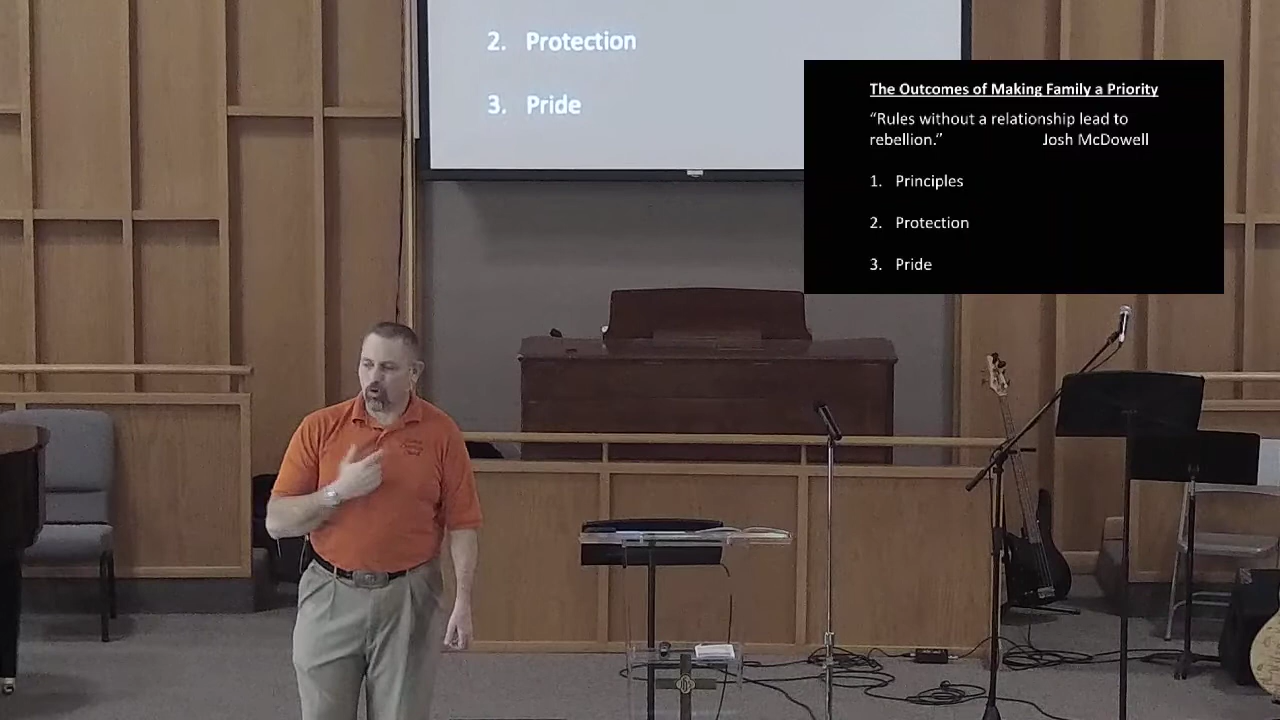 2. Protection
3. Pride
The Outcomes of Making Family a Priority
“Rules without a relationship lead to
rebellion.” Josh McDowell
1. Principles
2. Protection
3. Pride